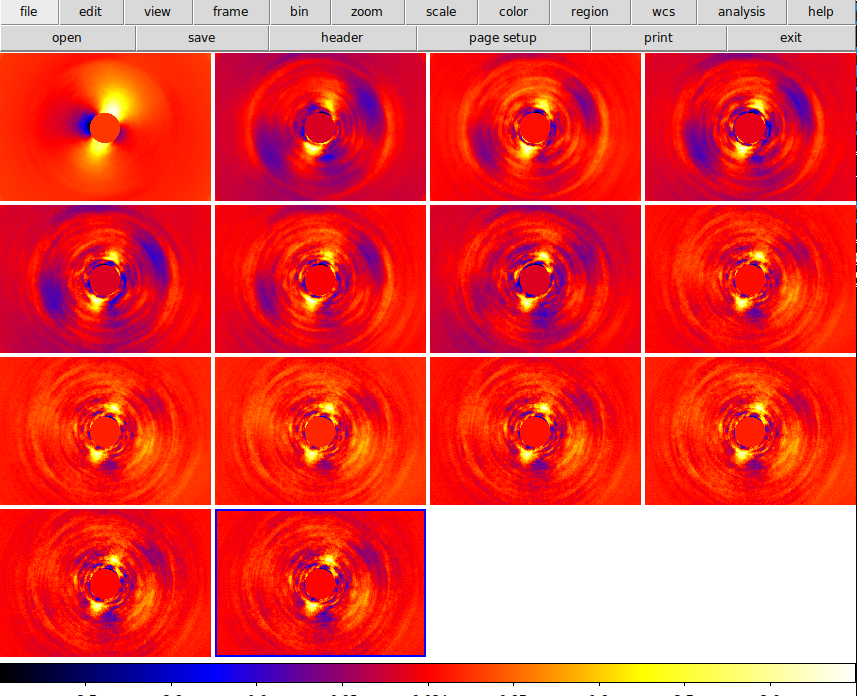 file edit view frame bin zoom scale color region wcs analysis help
open save header page setup print exit